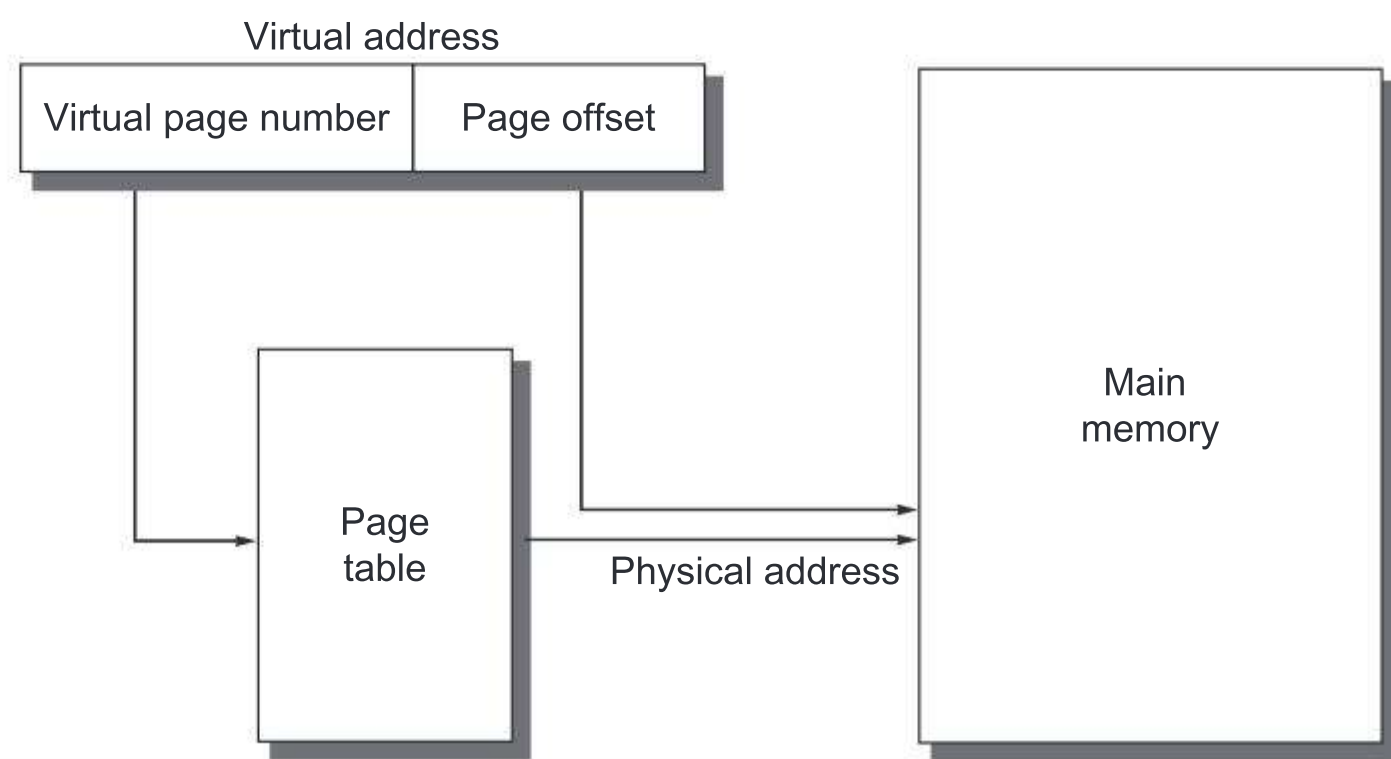 Virtual address
Virtual page number
Page offset
Main
memory
Page
table
Physical address